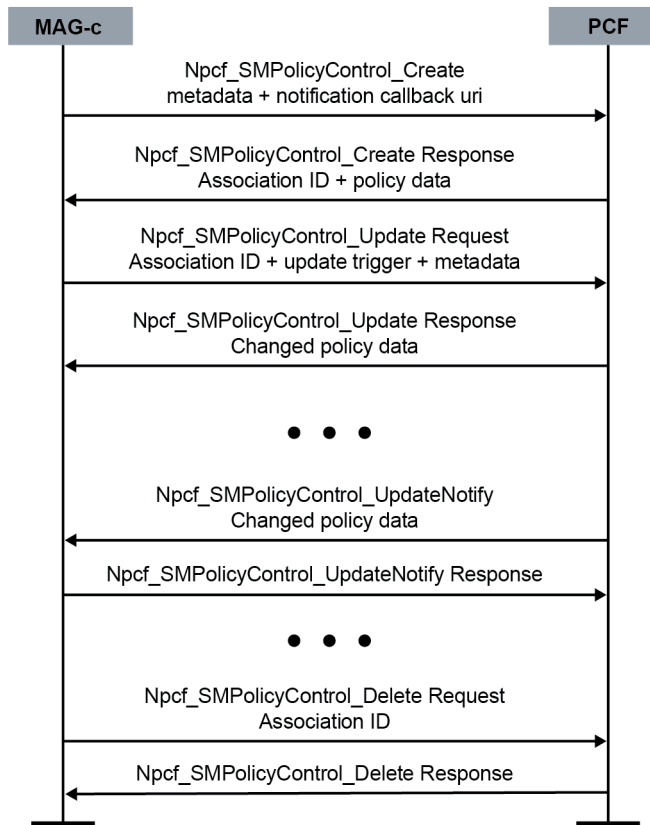 MAG-c
PCF
Npcf_SMPolicyControl_Create
metadata + notification callback uri
Npcf_SMPolicyControl_Create Response
Association ID + policy data
Npcf_SMPolicyControl_Update Request
Association ID + update trigger + metadata
Npcf_SMPolicyControl_Update Response
Changed policy data
Npcf_SMPolicyControl_UpdateNotify
Changed policy data
Npcf_SMPolicyControl_UpdateNotify Response
Npcf_SMPolicyControl_Delete Request
Association ID
Npcf_SMPolicyControl_Delete Response